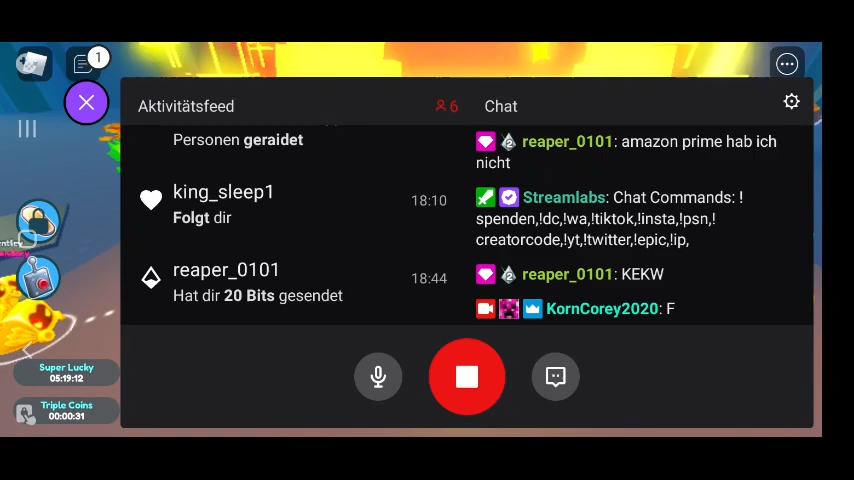 1
Aktivitätsfeed
6
Chat
Personen geraidet
king_sleep1
18:10
Folgt dir
reaper_0101
18:44
Hat dir 20 Bits gesendet
2 reaper_0101: amazon prime hab ich
nicht
Streamlabs: Chat Commands: !
spenden,!dc,!wa,!tiktok,!insta,!psn,!
creatorcode,!yt,!twitter,!epic,!ip,
2 reaper_0101: KEKW
KornCorey2020: F
Super Lucky
05:19:12
Triple Coins
00:00:31